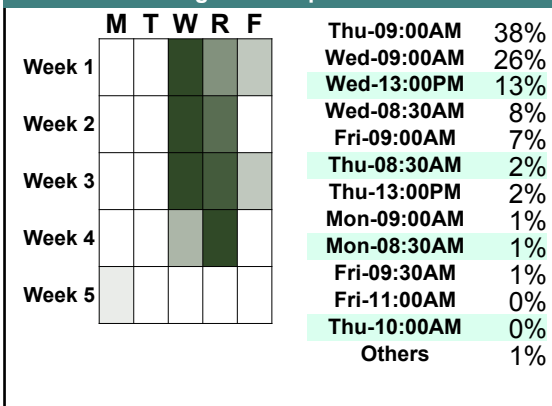 M T W R F
Week 1
Week 2
Week 3
Week 4
Week 5
Thu-09:00AM 38%
Wed-09:00AM 26%
Wed-13:00PM 13%
Wed-08:30AM 8%
Fri-09:00AM 7%
Thu-08:30AM 2%
Thu-13:00PM 2%
Mon-09:00AM 1%
Mon-08:30AM 1%
Fri-09:30AM 1%
Fri-11:00AM 0%
Thu-10:00AM 0%
Others 1%